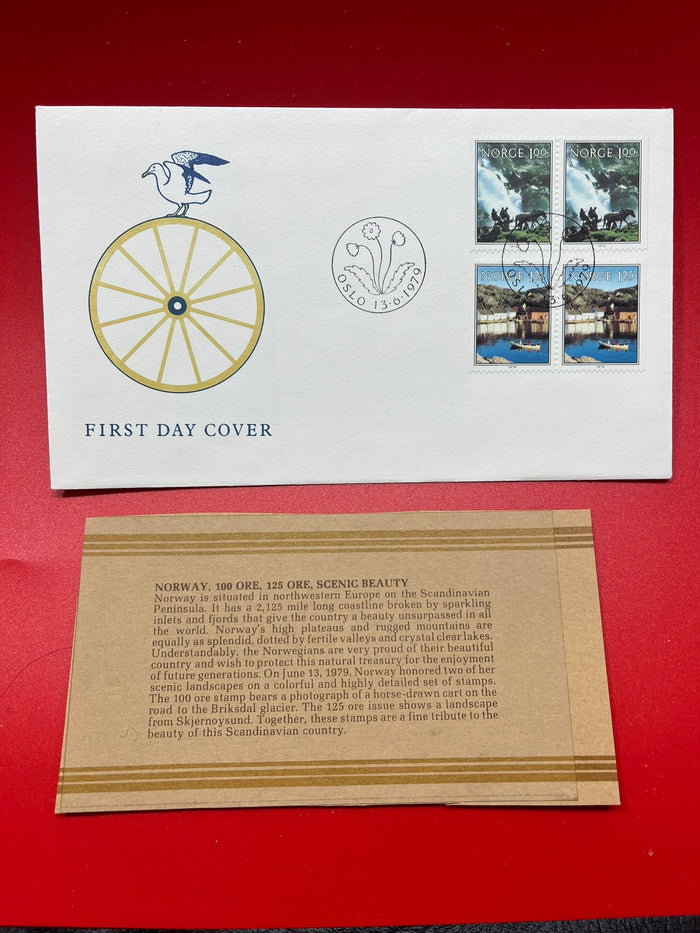 NORGE 1.00 NORGE 1.00
1979
NORGE 1.25 NORGE 1.25
1979 1979
OSLO 13·6·1979
OSLO 13·6·1979
FIRST DAY COVER
NORWAY, 100 ORE, 125 ORE, SCENIC BEAUTY
Norway is situated in northwestern Europe on the Scandinavian
Peninsula. It has a 2,125 mile long coastline broken by sparkling
inlets and fjords that give the country a beauty unsurpassed in all
the world. Norway's high plateaus and rugged mountains are
equally as splendid, dotted by fertile valleys and crystal clear lakes.
Understandably, the Norwegians are very proud of their beautiful
country and wish to protect this natural treasury for the enjoyment
of future generations. On June 13, 1979, Norway honored two of her
scenic landscapes on a colorful and highly detailed set of stamps.
The 100 ore stamp bears a photograph of a horse-drawn cart on the
road to the Briksdal glacier. The 125 ore issue shows a landscape
from Skjernoysund. Together, these stamps are a fine tribute to the
beauty of this Scandinavian country.